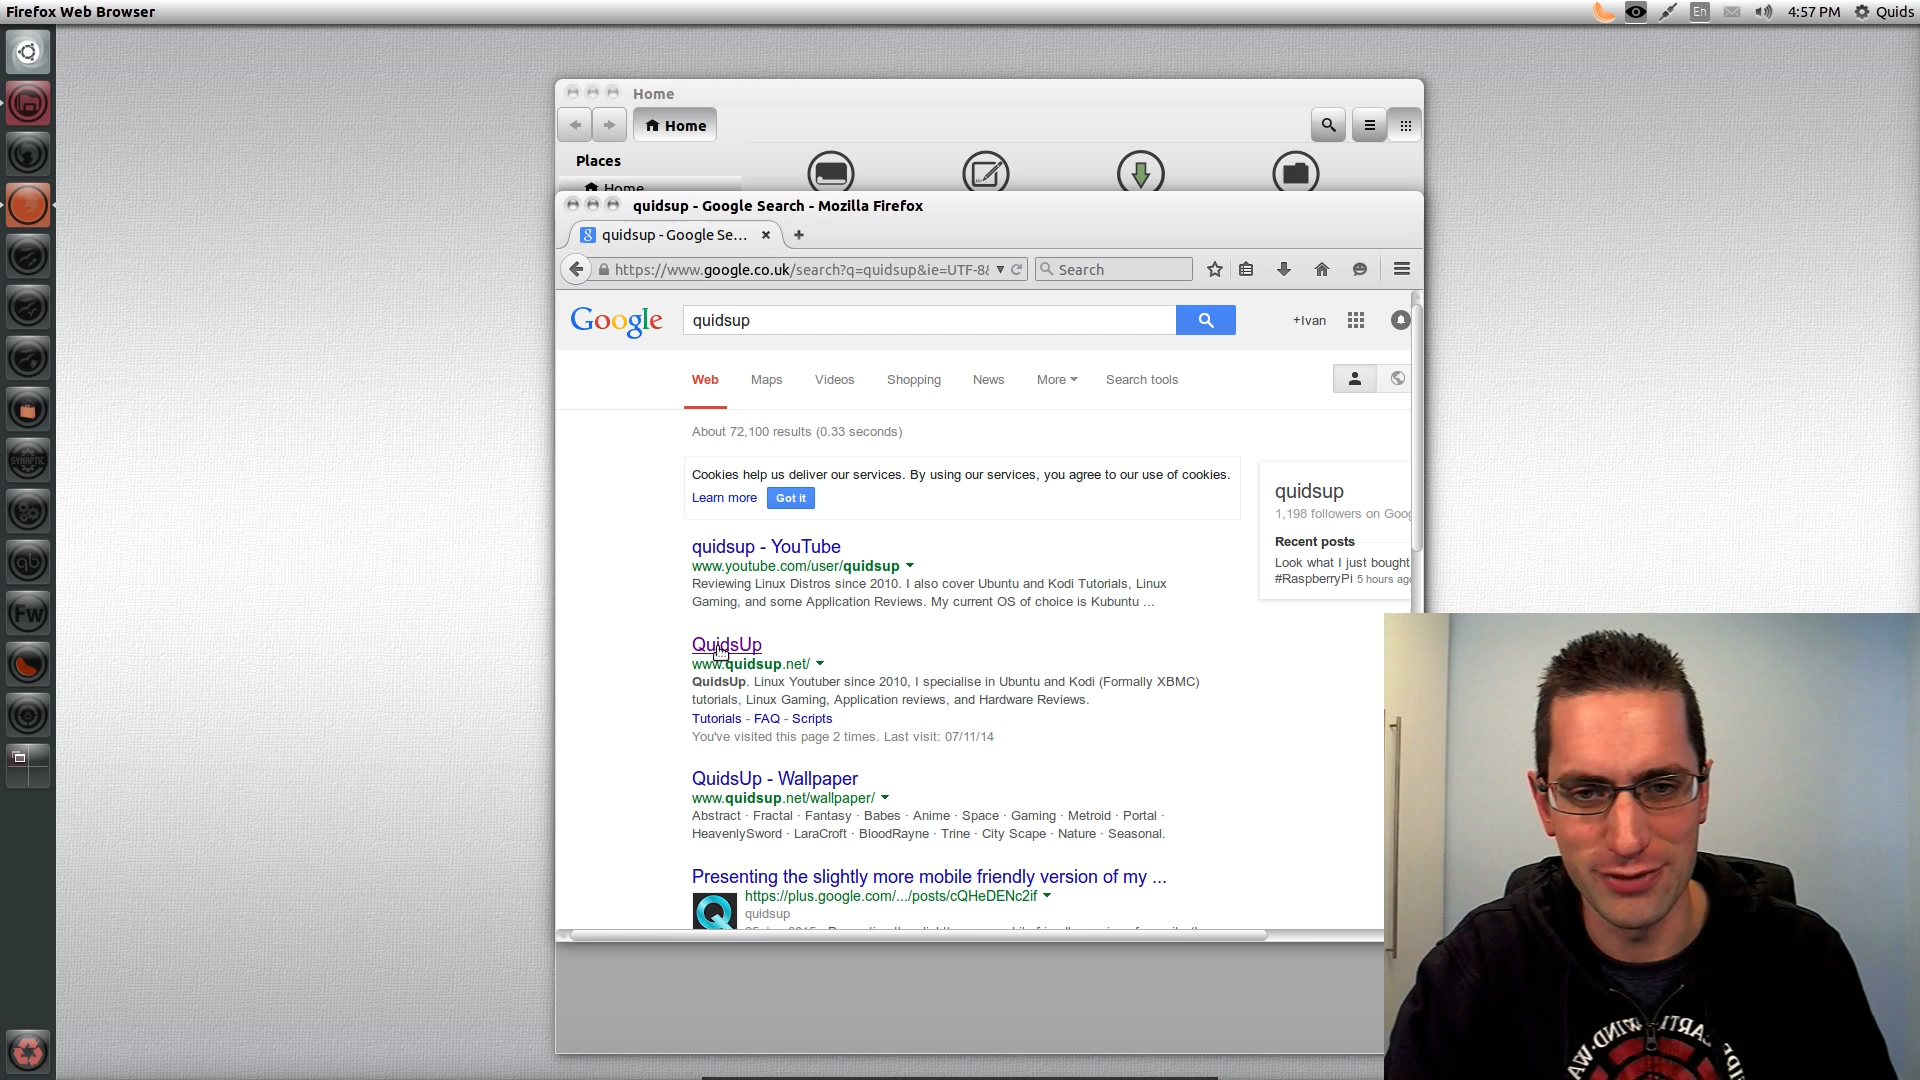 Firefox Web Browser
En
4:57 PM
Quids
Home
Home
Places
Home
quidsup - Google Search - Mozilla Firefox
quidsup - Google Se...
https://www.google.co.uk/search?q=quidsup&ie=UTF-8&
Search
Google
quidsup
+Ivan
Web
Maps
Videos
Shopping
News
More
Search tools
About 72,100 results (0.33 seconds)
Cookies help us deliver our services. By using our services, you agree to our use of cookies.
Learn more
Got it
quidsup
1,198 followers on Goog
Recent posts
Look what I just bought
#RaspberryPi 5 hours ago
quidsup - YouTube
www.youtube.com/user/quidsup
Reviewing Linux Distros since 2010. I also cover Ubuntu and Kodi Tutorials, Linux
Gaming, and some Application Reviews. My current OS of choice is Kubuntu ...
QuidsUp
www.quidsup.net/
QuidsUp. Linux Youtuber since 2010, I specialise in Ubuntu and Kodi (Formally XBMC)
tutorials, Linux Gaming, Application reviews, and Hardware Reviews.
Tutorials - FAQ - Scripts
You've visited this page 2 times. Last visit: 07/11/14
QuidsUp - Wallpaper
www.quidsup.net/wallpaper/
Abstract · Fractal · Fantasy · Babes · Anime · Space · Gaming · Metroid · Portal ·
HeavenlySword · LaraCroft · BloodRayne · Trine · City Scape · Nature · Seasonal.
Presenting the slightly more mobile friendly version of my ...
https://plus.google.com/.../posts/cQHeDENc2if
quidsup
SYNAPTIC
qb
Fw